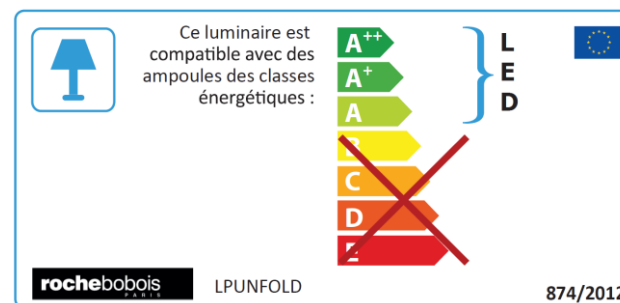 Ce luminaire est
compatible avec des
ampoules des classes
énergétiques :
A++
A+
A
B
C
D
E
L
E
D
rochebobois
PARIS
LPUNFOLD
874/2012